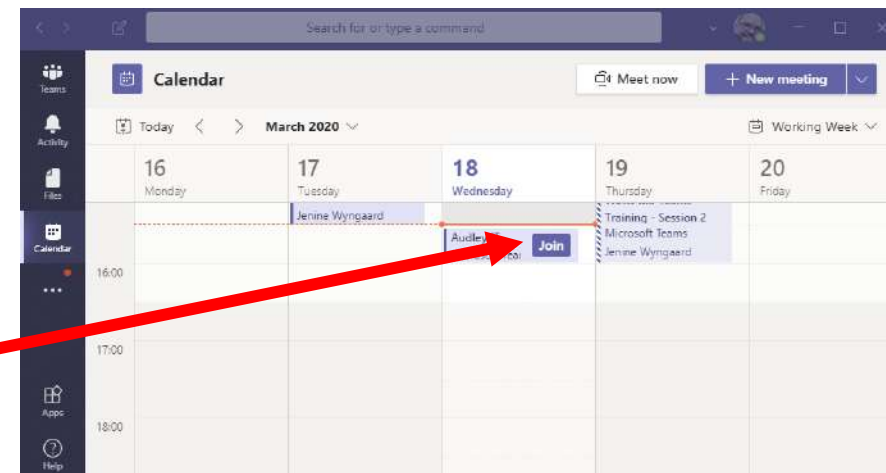 Search for or type a command
Teams
Calendar
Meet now
+ New meeting
Activity
Today
March 2020
Working Week
Files
16
Monday
17
Tuesday
18
Wednesday
19
Thursday
20
Friday
Calendar
Jenine Wyngaard
Audley
Join
Training - Session 2
Microsoft Teams
Jenine Wyngaard
16:00
17:00
Apps
18:00
Help